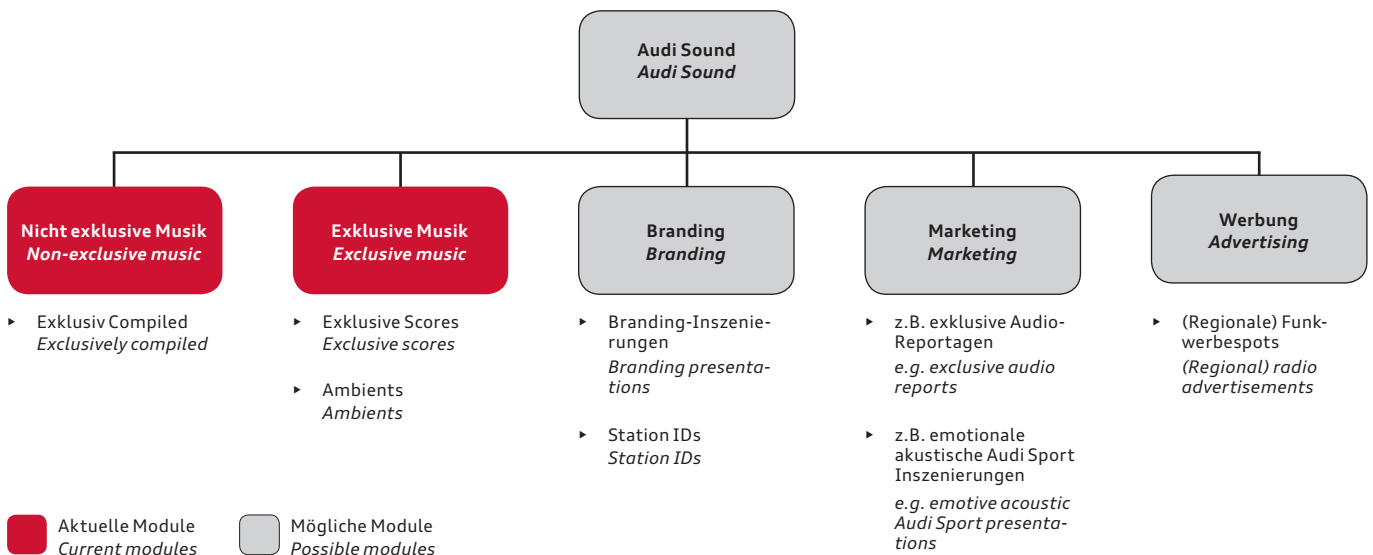 Audi Sound
Audi Sound
Nicht exklusive Musik
Non-exclusive music
Exklusive Musik
Exclusive music
Branding
Branding
Marketing
Marketing
Werbung
Advertising
▸ Exklusiv Compiled
Exclusively compiled
▸ Exklusive Scores
Exclusive scores
▸ Ambients
Ambients
▸ Branding-Inszenie-
rungen
Branding presenta-
tions
▸ Station IDs
Station IDs
▸ z.B. exklusive Audio-
Reportagen
e.g. exclusive audio
reports
▸ z.B. emotionale
akustische Audi Sport
Inszenierungen
e.g. emotive acoustic
Audi Sport presenta-
tions
▸ (Regionale) Funk-
werbespots
(Regional) radio
advertisements
Aktuelle Module
Current modules
Mögliche Module
Possible modules